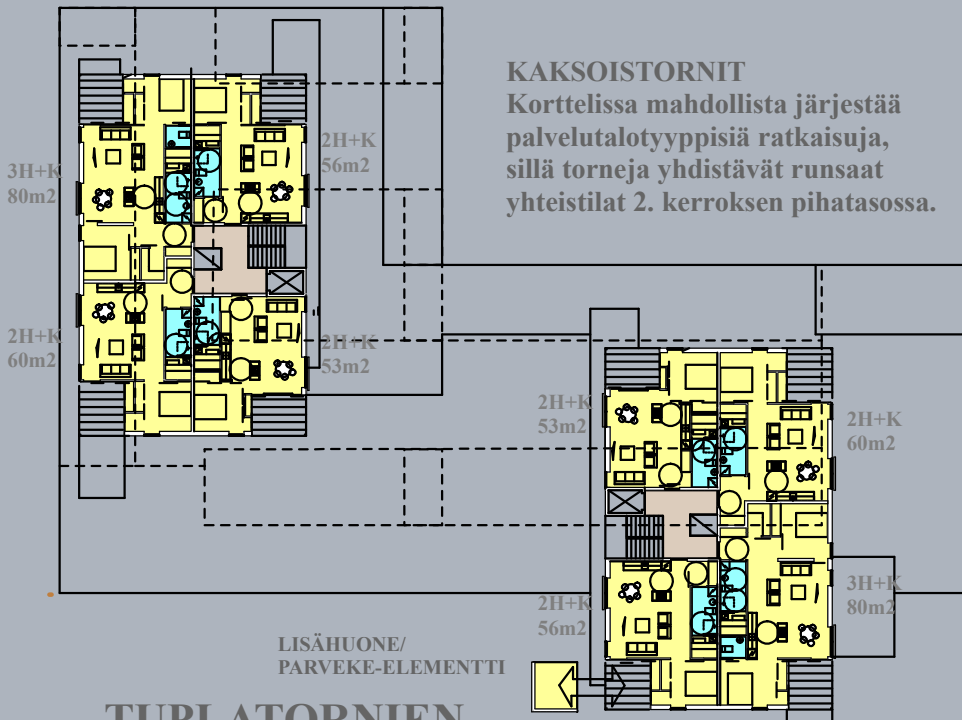 KAKSOISTORNIT
Korttelissa mahdollista järjestää
palvelutalotyyppisiä ratkaisuja,
sillä torneja yhdistävät runsaat
yhteistilat 2. kerroksen pihatasossa.
3H+K
80m2
2H+K
56m2
2H+K
60m2
2H+K
53m2
2H+K
53m2
2H+K
60m2
2H+K
56m2
3H+K
80m2
LISÄHUONE/
PARVEKE-ELEMENTTI
TUPLATORNIEN